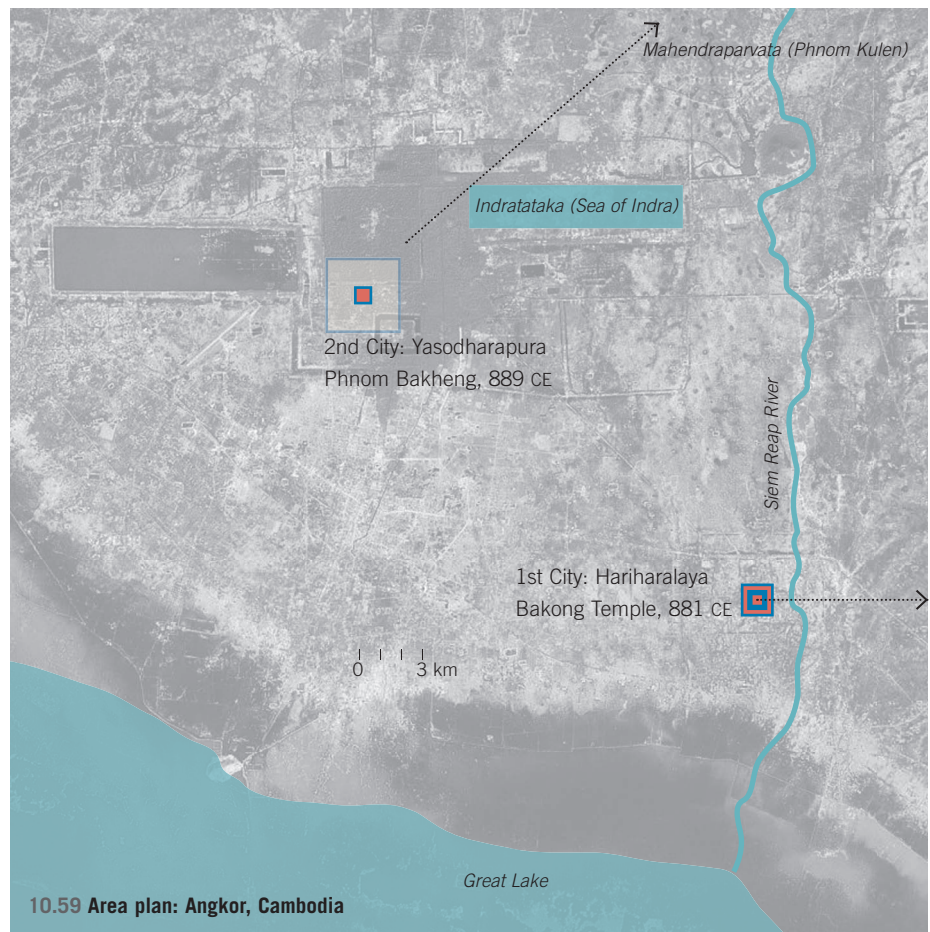 Mahendraparvata (Phnom Kulen)
Indratataka (Sea of Indra)
2nd City: Yasodharapura
Phnom Bakheng, 889 CE
Siem Reap River
1st City: Hariharalaya
Bakong Temple, 881 CE
0 3 km
Great Lake
10.59 Area plan: Angkor, Cambodia